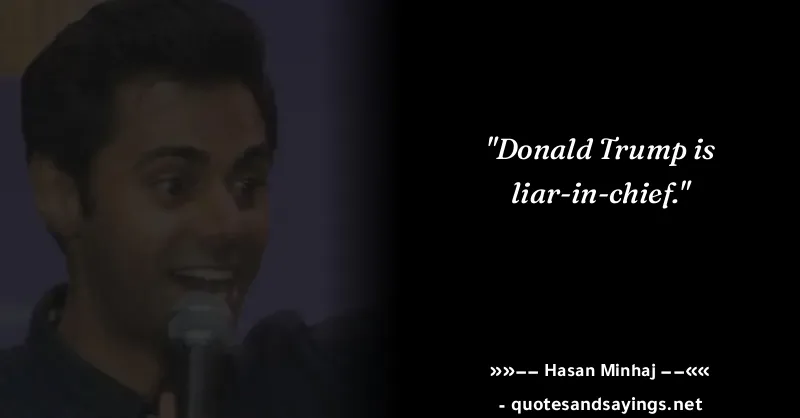 "Donald Trump is
liar-in-chief."
»»−− Hasan Minhaj −−««
- quotesandsayings.net